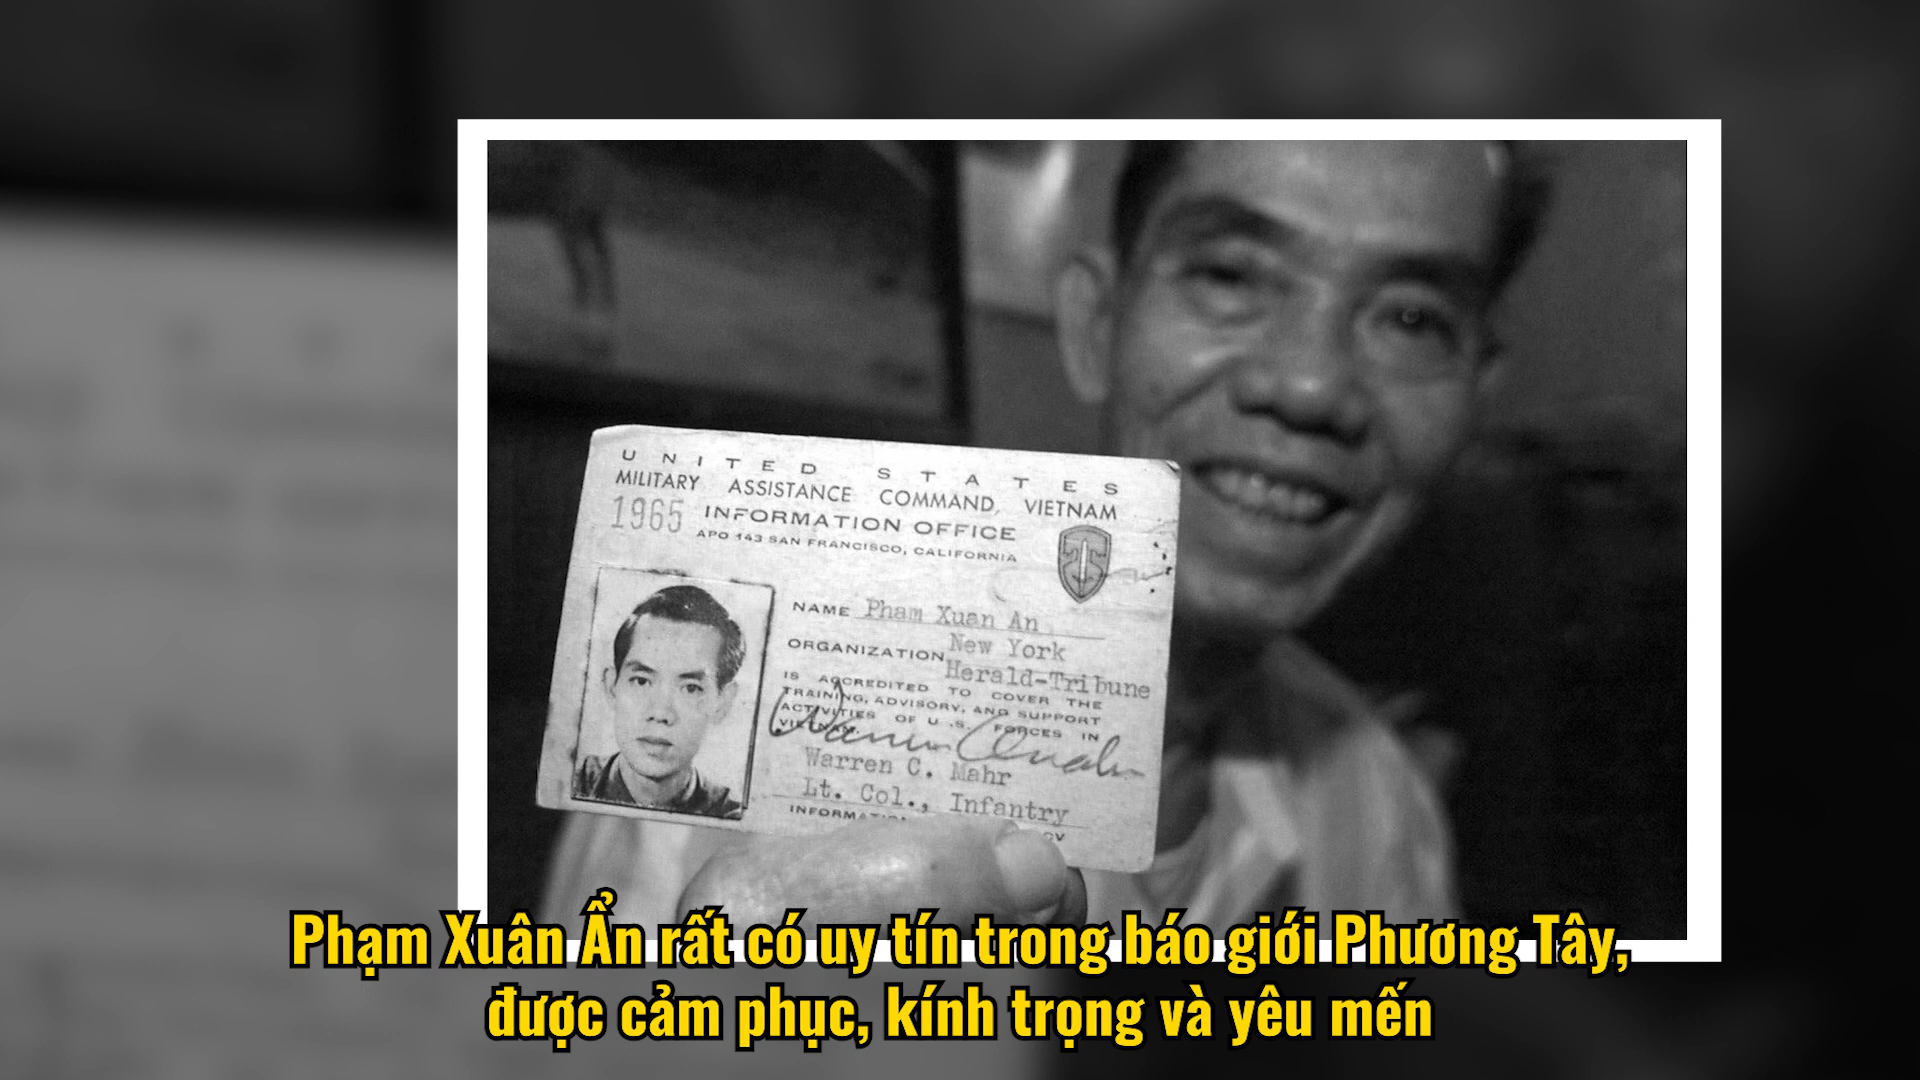 UNITED STATES
MILITARY ASSISTANCE COMMAND, VIETNAM
1965 INFORMATION OFFICE
APO 143 SAN FRANCISCO, CALIFORNIA
NAME Pham Xuan An
ORGANIZATION New York
Herald-Tribune
IS ACCREDITED TO COVER THE
TRAINING, ADVISORY, AND SUPPORT
ACTIVITIES OF U.S. FORCES IN
VIETNAM.
Warren C. Mahr
Lt. Col., Infantry
Phạm Xuân Ẩn rất có uy tín trong báo giới Phương Tây,
được cảm phục, kính trọng và yêu mến